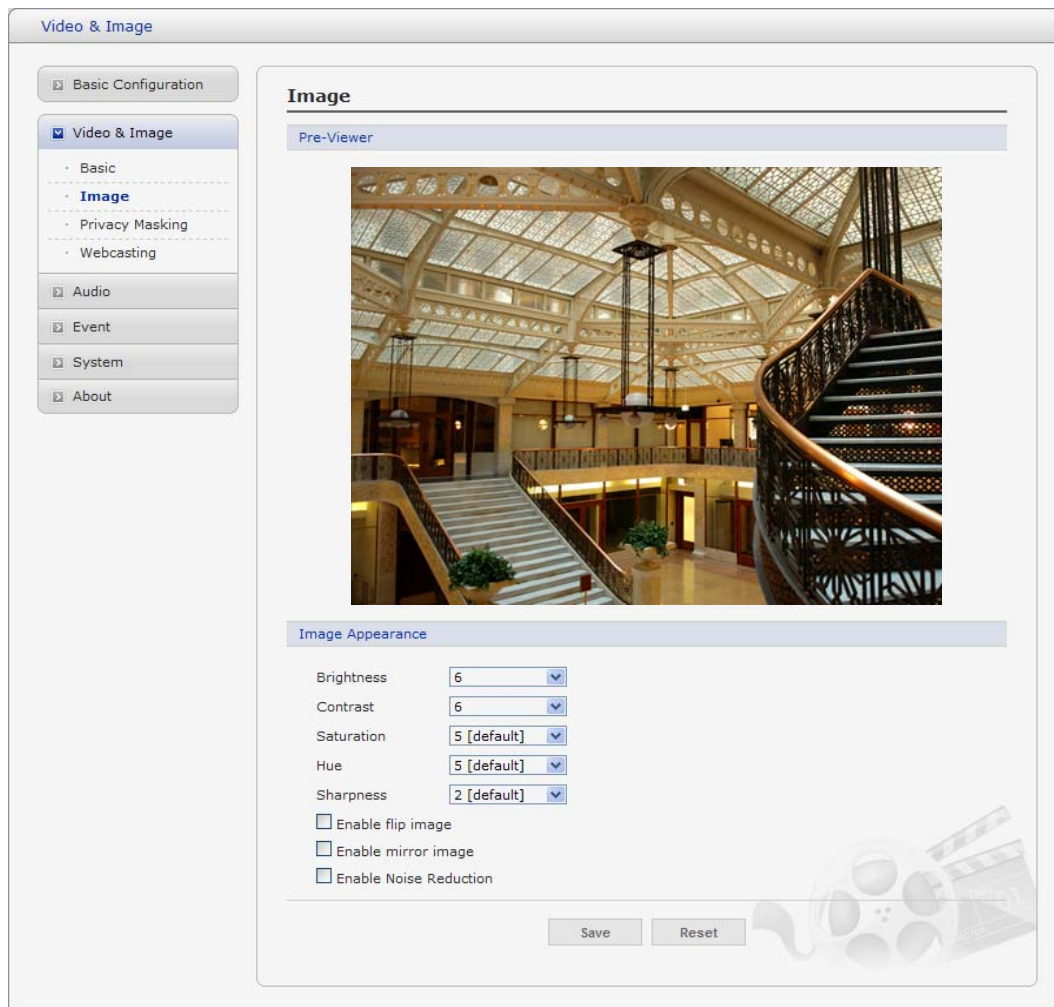 Video & Image
Basic Configuration
Video & Image
Basic
Image
Privacy Masking
Webcasting
Audio
Event
System
About
Image
Pre-Viewer
Image Appearance
Brightness 6
Contrast 6
Saturation 5 [default]
Hue 5 [default]
Sharpness 2 [default]
Enable flip image
Enable mirror image
Enable Noise Reduction
Save Reset